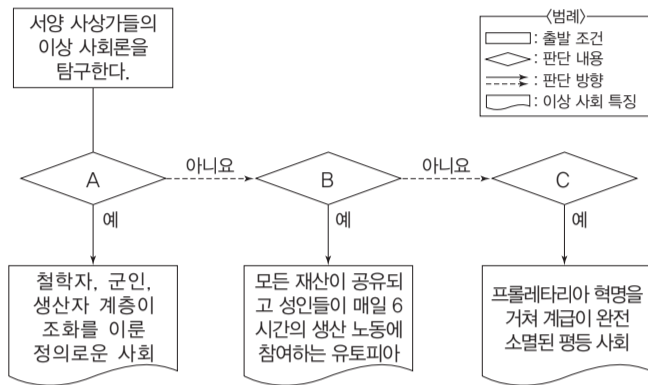 서양 사상가들의
이상 사회론을
탐구한다.
〈범례〉
: 출발 조건
: 판단 내용
: 판단 방향
: 이상 사회 특징
A
아니요
B
아니요
C
예
예
예
철학자, 군인,
생산자 계층이
조화를 이룬
정의로운 사회
모든 재산이 공유되
고 성인들이 매일 6
시간의 생산 노동에
참여하는 유토피아
프롤레타리아 혁명을
거쳐 계급이 완전
소멸된 평등 사회